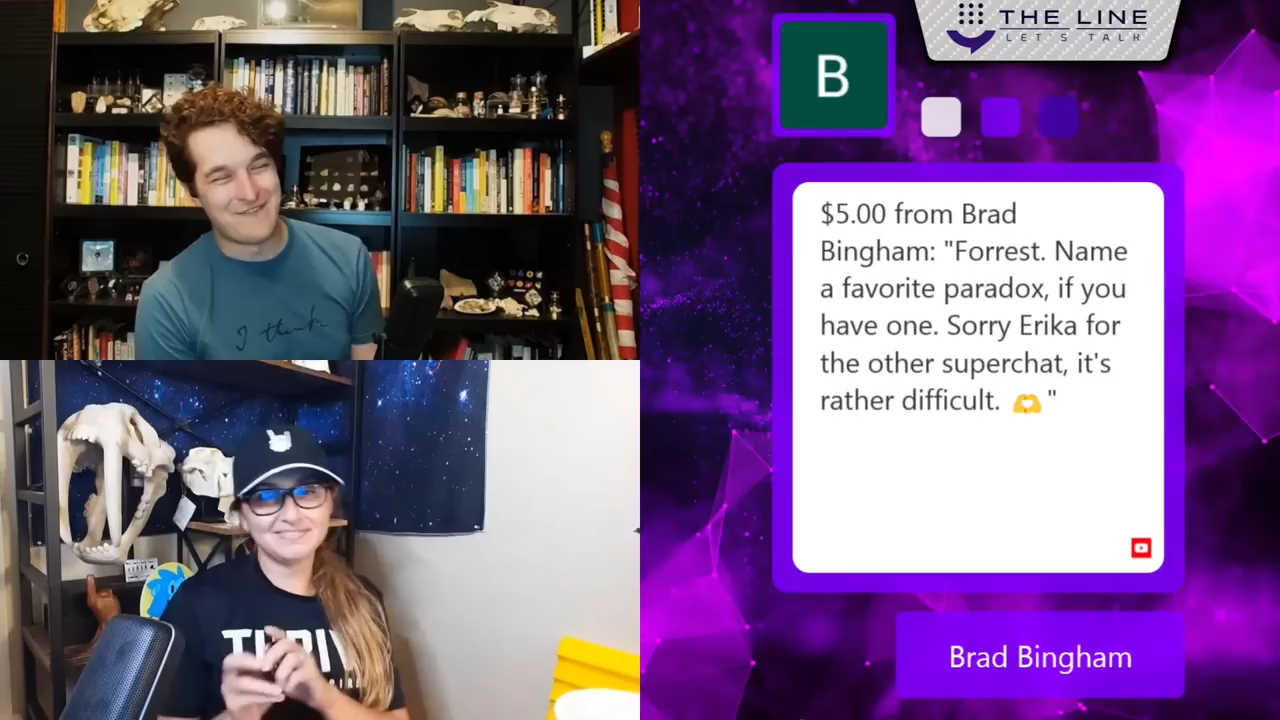 THE LINE
LET'S TALK
B
$5.00 from Brad
Bingham: "Forrest. Name
a favorite paradox, if you
have one. Sorry Erika for
the other superchat, it's
rather difficult. 🫶"
Brad Bingham
I think